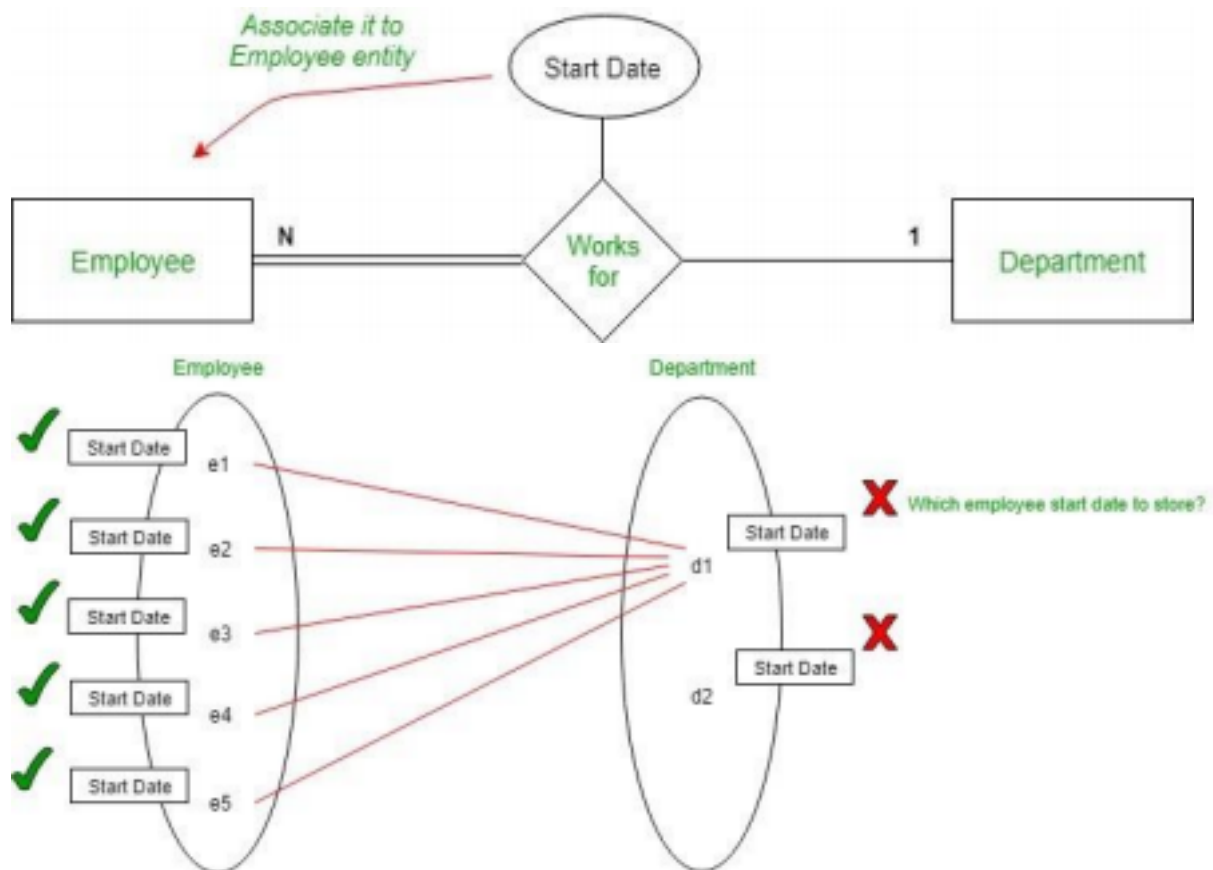 Associate it to
Employee entity
Start Date
Employee
N
Works
for
1
Department
Employee
Department
Start Date
e1
Start Date
Which employee start date to store?
Start Date
e2
d1
Start Date
e3
Start Date
Start Date
e4
d2
Start Date
e5